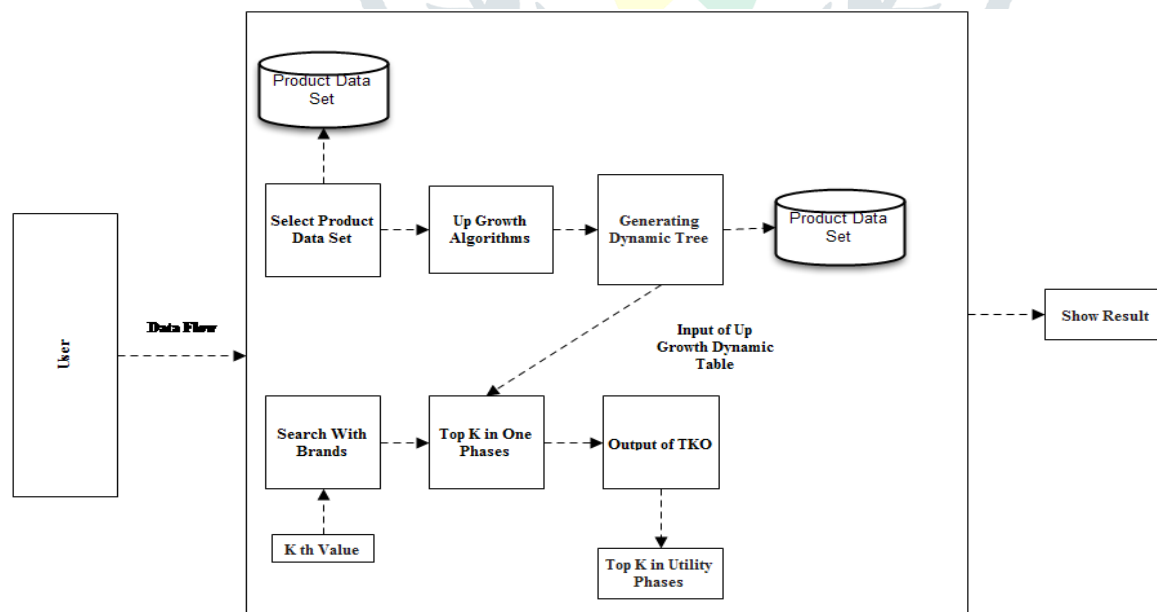 Product Data
Set
Select Product
Data Set
Up Growth
Algorithms
Generating
Dynamic Tree
Product Data
Set
User
Data Flow
Input of Up
Growth Dynamic
Table
Show Result
Search With
Brands
Top K in One
Phases
Output of TKO
K th Value
Top K in Utility
Phases